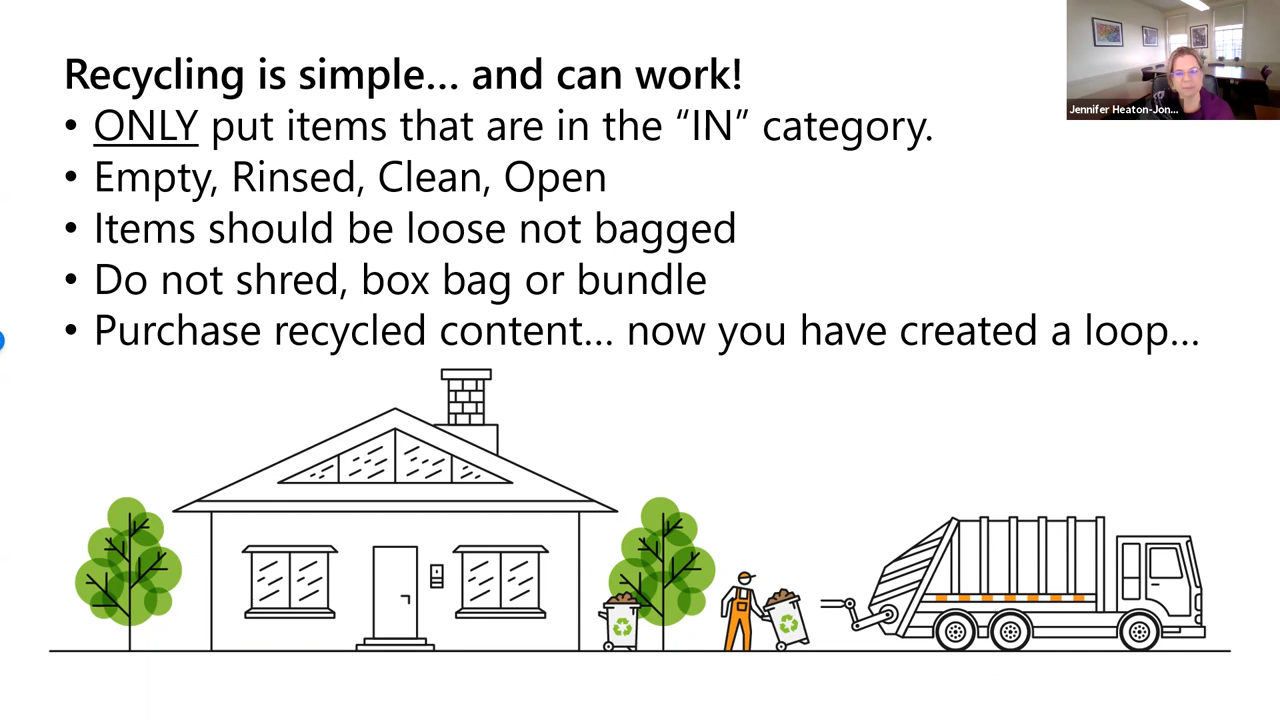 Recycling is simple… and can work!
• ONLY put items that are in the “IN” category.
• Empty, Rinsed, Clean, Open
• Items should be loose not bagged
• Do not shred, box bag or bundle
• Purchase recycled content… now you have created a loop…
Jennifer Heaton-Jon...